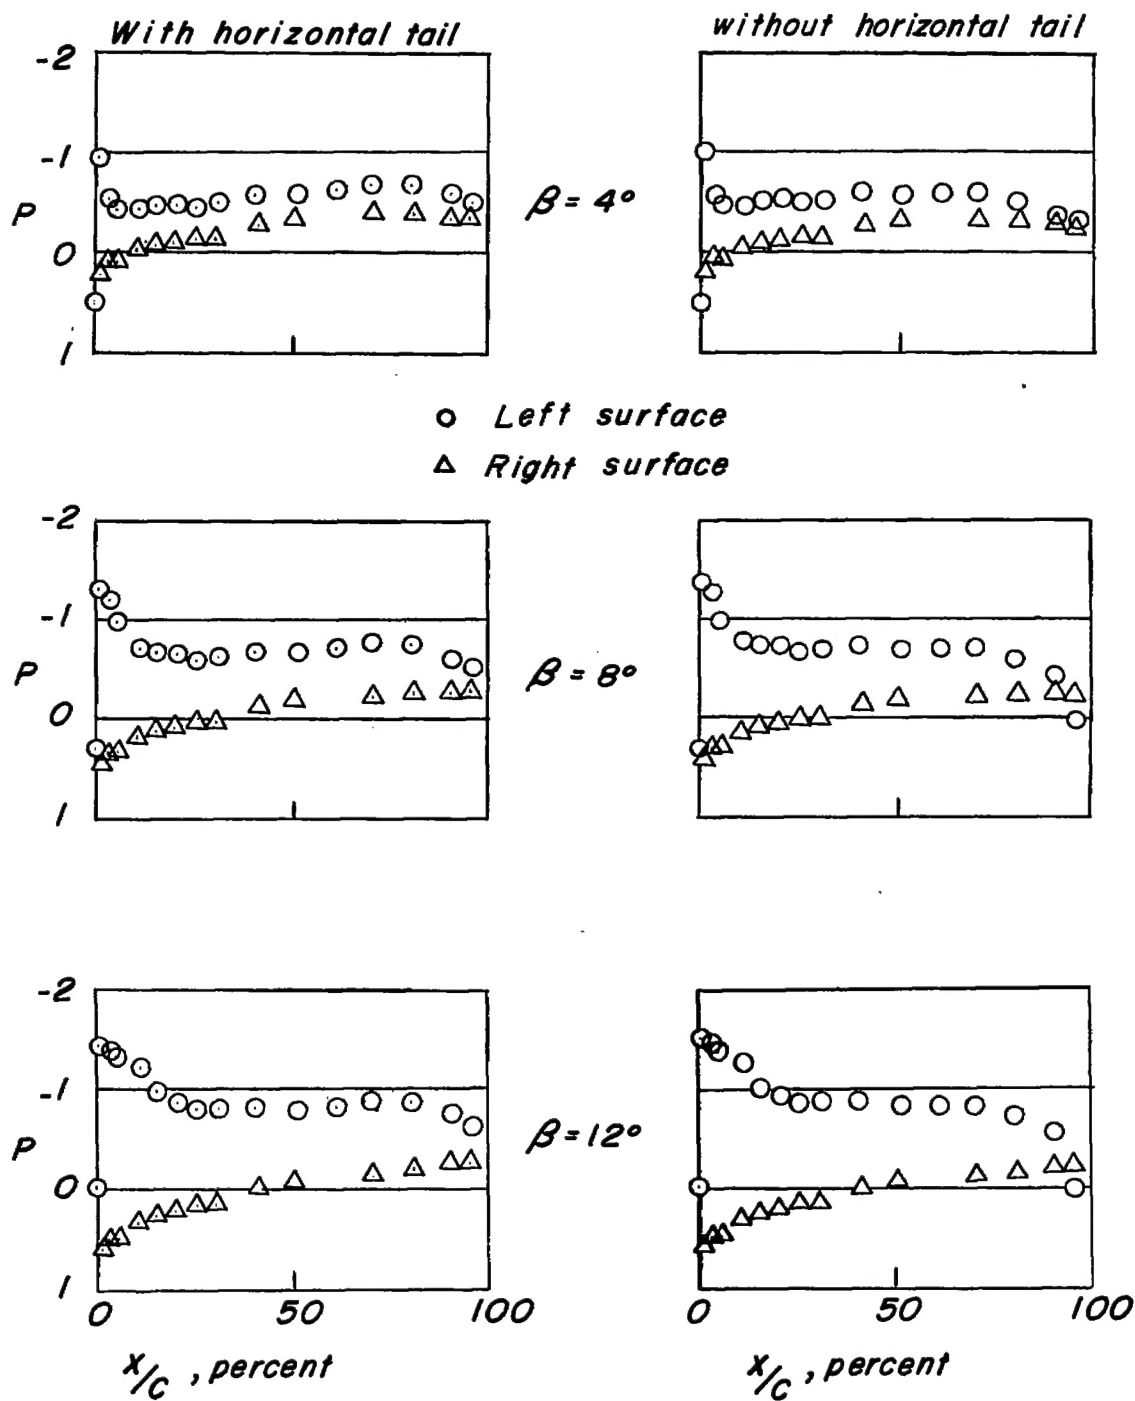 With horizontal tail
without horizontal tail
-2
-1
P
0
1
β = 4°
○ Left surface
△ Right surface
-2
-1
P
0
1
β = 8°
-2
-1
P
0
1
β = 12°
0 50 100
0 50 100
x/c, percent
x/c, percent